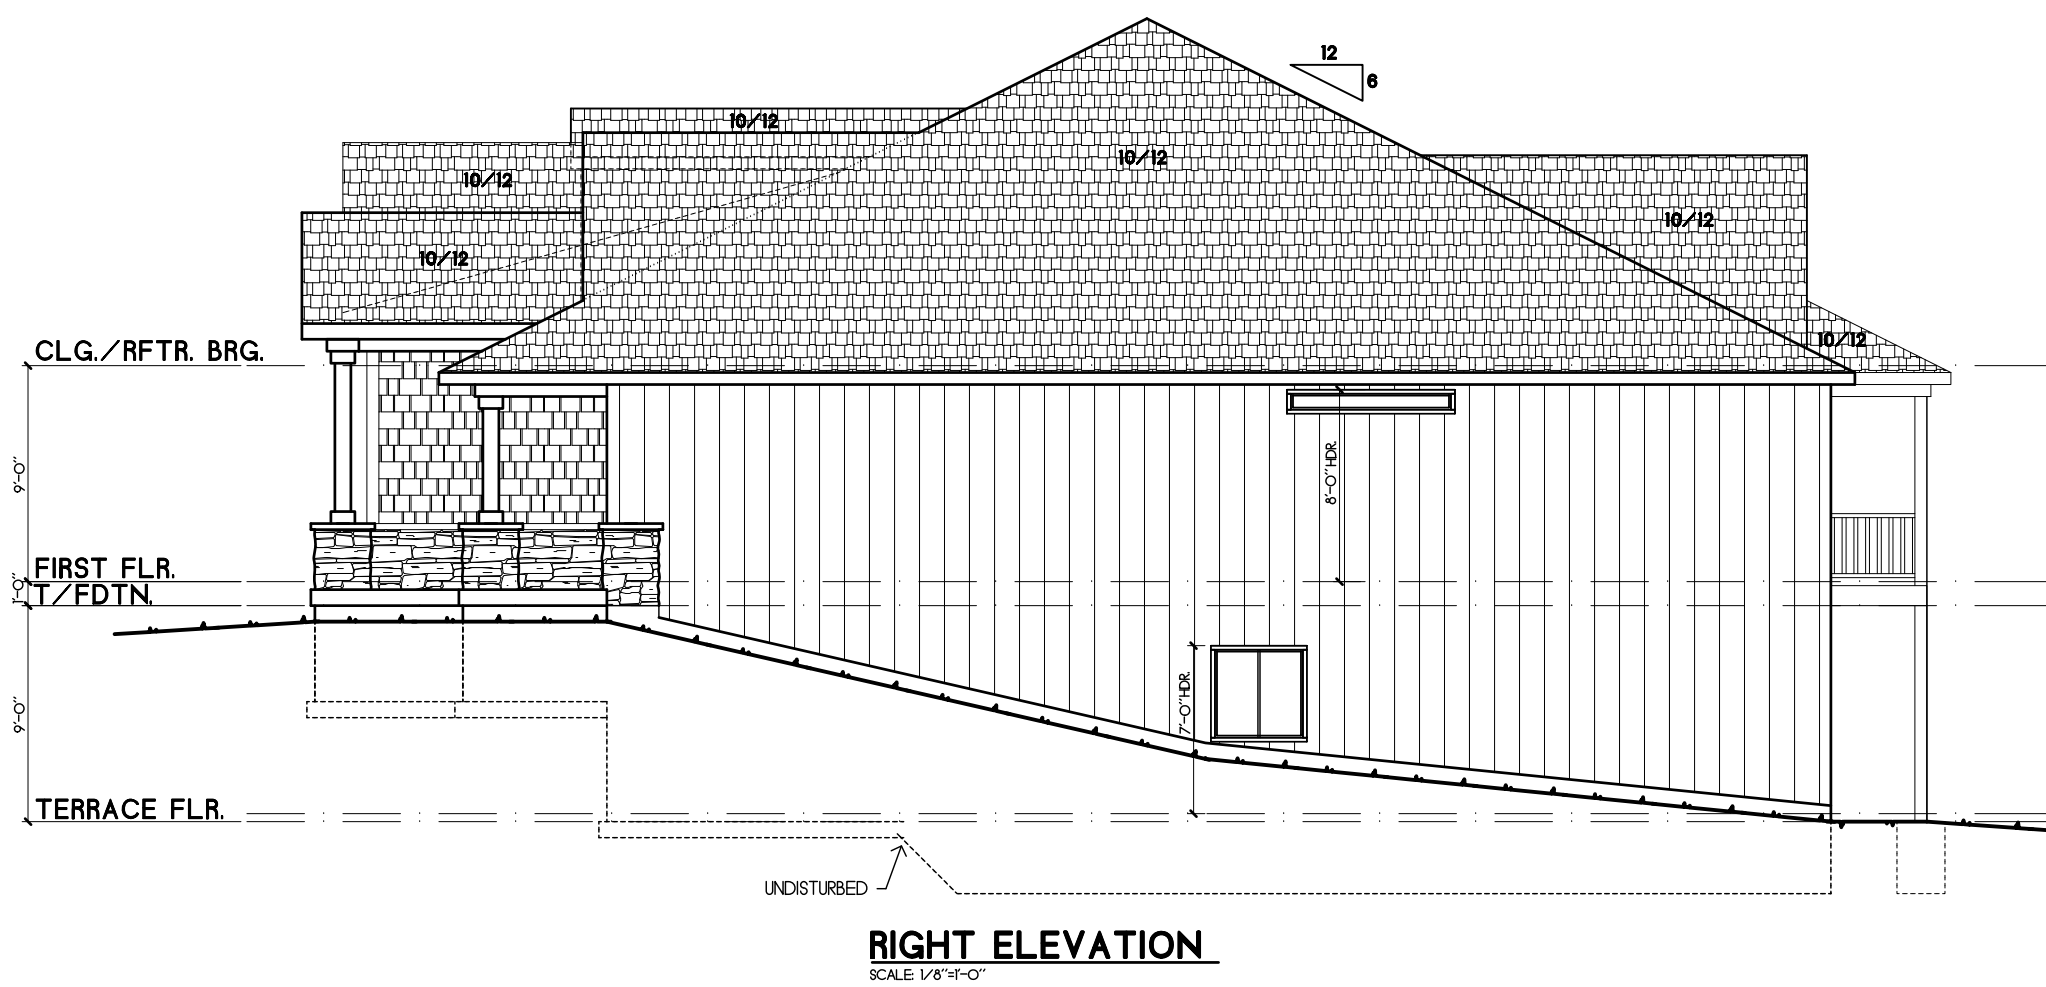 12
6
10/12
10/12
10/12
10/12
10/12
10/12
CLG./RFTR. BRG.
9'-0"
8'-0" HDR.
FIRST FLR.
1'-0"
T/FDTN.
7'-0" HDR.
9'-0"
TERRACE FLR.
UNDISTURBED
RIGHT ELEVATION
SCALE: 1/8"=1'-0"